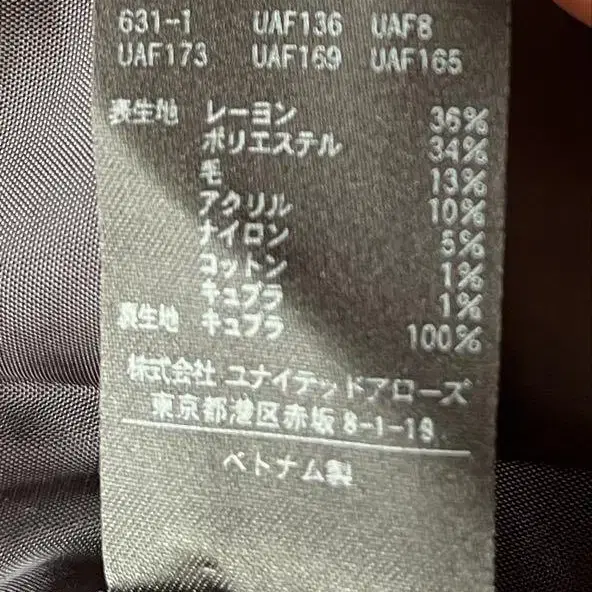 631-1 UAF136 UAF8
UAF173 UAF169 UAF165
表生地 レーヨン 36%
ポリエステル 34%
毛 13%
アクリル 10%
ナイロン 5%
コットン 1%
キュプラ 1%
裏生地 キュプラ 100%
株式会社 ユナイテッドアローズ
東京都港区赤坂 8-1-19
ベトナム製